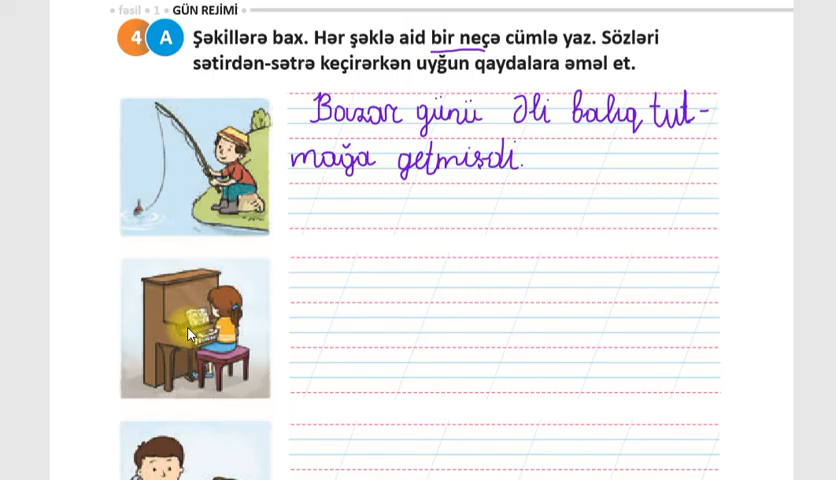 • fəsil • 1 • GÜN REJİMİ •
4 A Şəkillərə bax. Hər şəklə aid bir neçə cümlə yaz. Sözləri
sətirdən-sətrə keçirərkən uyğun qaydalara əməl et.
Bazar günü Əli balıq tut-
mağa getmişdi.